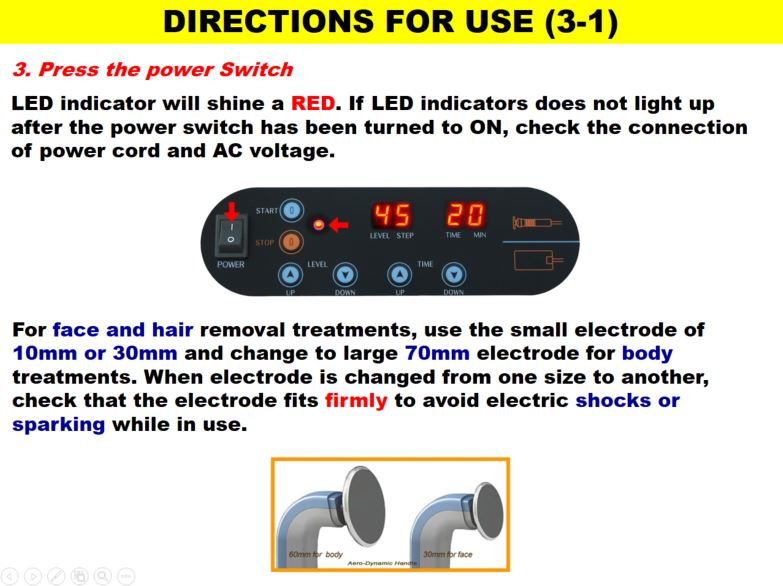 DIRECTIONS FOR USE (3-1)
3. Press the power Switch
LED indicator will shine a RED. If LED indicators does not light up
after the power switch has been turned to ON, check the connection
of power cord and AC voltage.
START
STOP
POWER
45
20
LEVEL STEP
TIME MIN
LEVEL
TIME
UP
DOWN
UP
DOWN
For face and hair removal treatments, use the small electrode of
10mm or 30mm and change to large 70mm electrode for body
treatments. When electrode is changed from one size to another,
check that the electrode fits firmly to avoid electric shocks or
sparking while in use.
60mm for body
30mm for face
Aero-Dynamic Handle